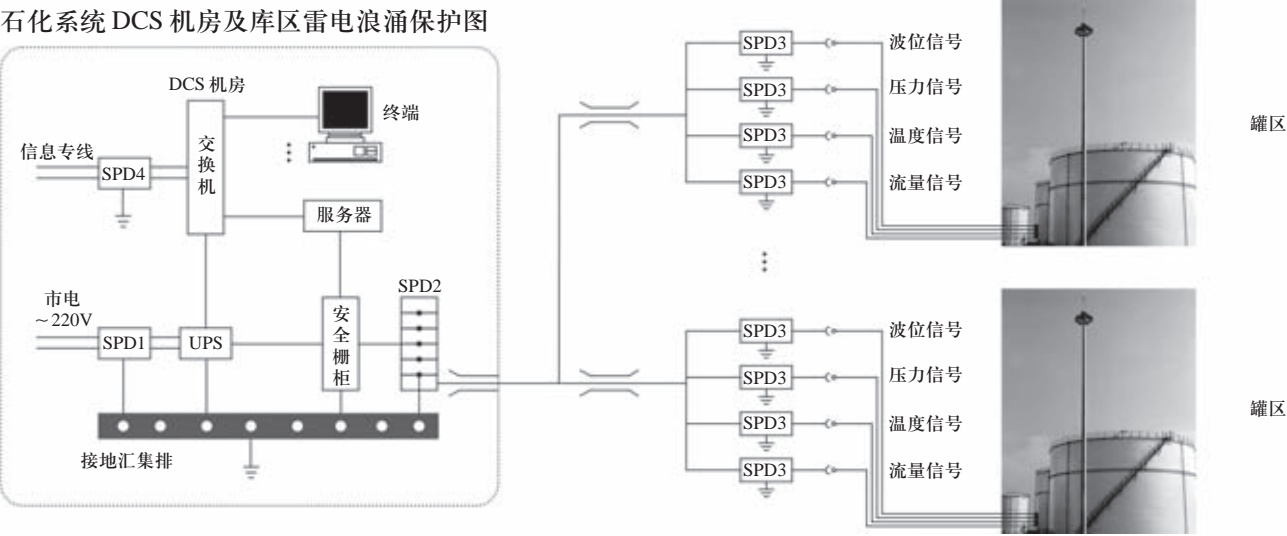 石化系统 DCS 机房及库区雷电浪涌保护图
DCS 机房
交换机
终端
信息专线
SPD4
服务器
市电
～220V
SPD1
UPS
安全栅柜
SPD2
接地汇集排
SPD3
波位信号
SPD3
压力信号
SPD3
温度信号
SPD3
流量信号
罐区
SPD3
波位信号
SPD3
压力信号
SPD3
温度信号
SPD3
流量信号
罐区